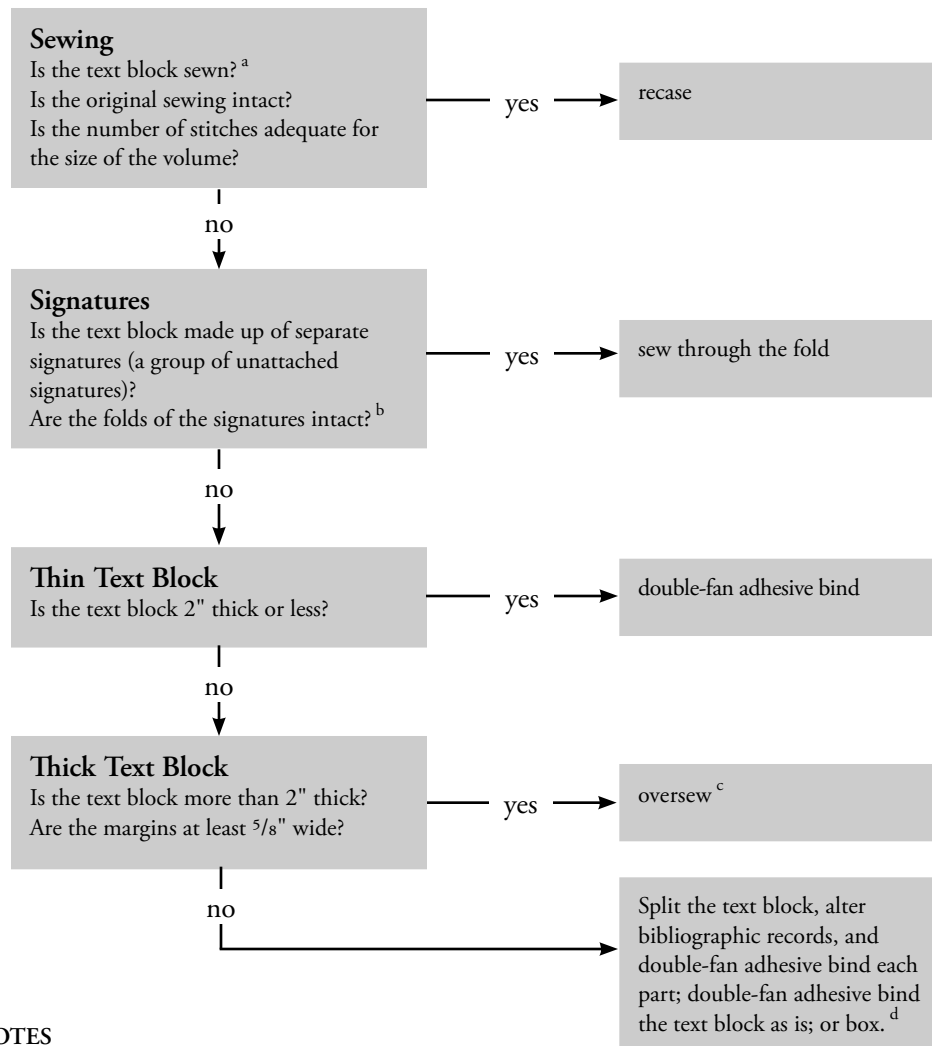 Sewing
Is the text block sewn? a
Is the original sewing intact?
Is the number of stitches adequate for
the size of the volume?
yes
recase
no
Signatures
Is the text block made up of separate
signatures (a group of unattached
signatures)?
Are the folds of the signatures intact? b
yes
sew through the fold
no
Thin Text Block
Is the text block 2" thick or less?
yes
double-fan adhesive bind
no
Thick Text Block
Is the text block more than 2" thick?
Are the margins at least 5/8" wide?
yes
oversew c
no
Split the text block, alter
bibliographic records, and
double-fan adhesive bind each
part; double-fan adhesive bind
the text block as is; or box. d
OTES